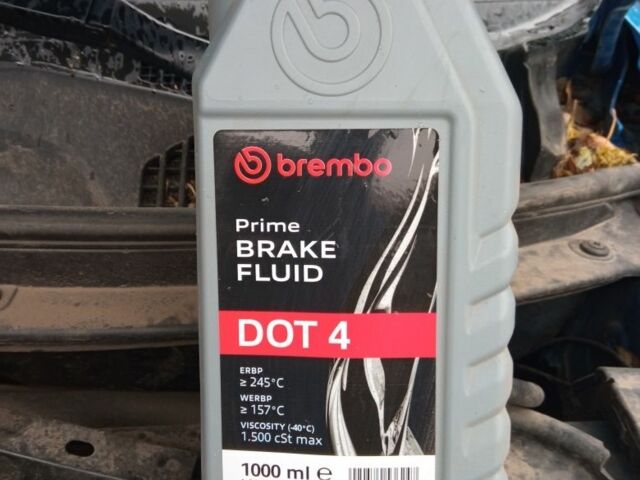 brembo
Prime
BRAKE
FLUID
DOT 4
ERBP
≥ 245°C
WERBP
≥ 157°C
VISCOSITY (-40°C)
1.500 cSt max
1000 ml ℮